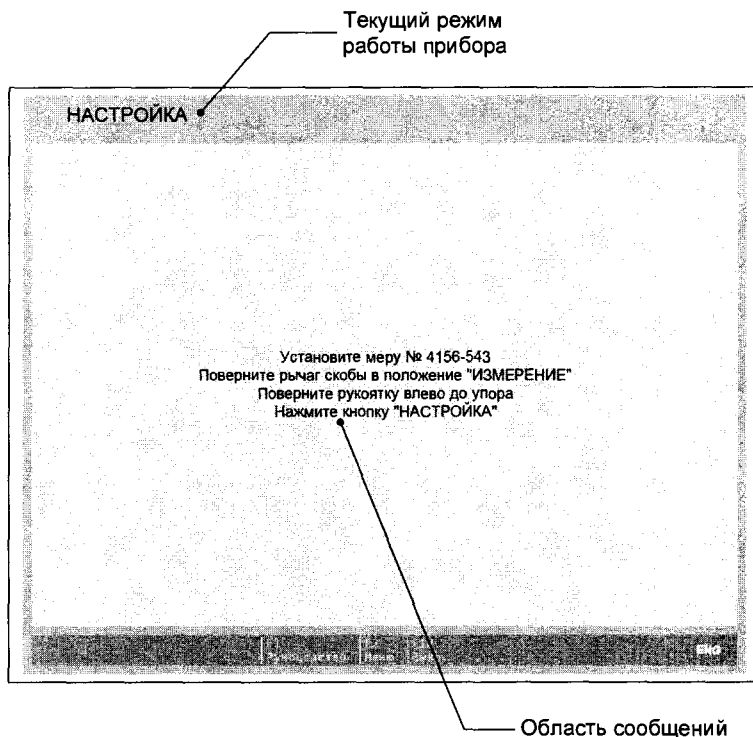 Текущий режим
работы прибора
НАСТРОЙКА
Установите меру № 4156-543
Поверните рычаг скобы в положение "ИЗМЕРЕНИЕ"
Поверните рукоятку влево до упора
Нажмите кнопку "НАСТРОЙКА"
ENG
Область сообщений